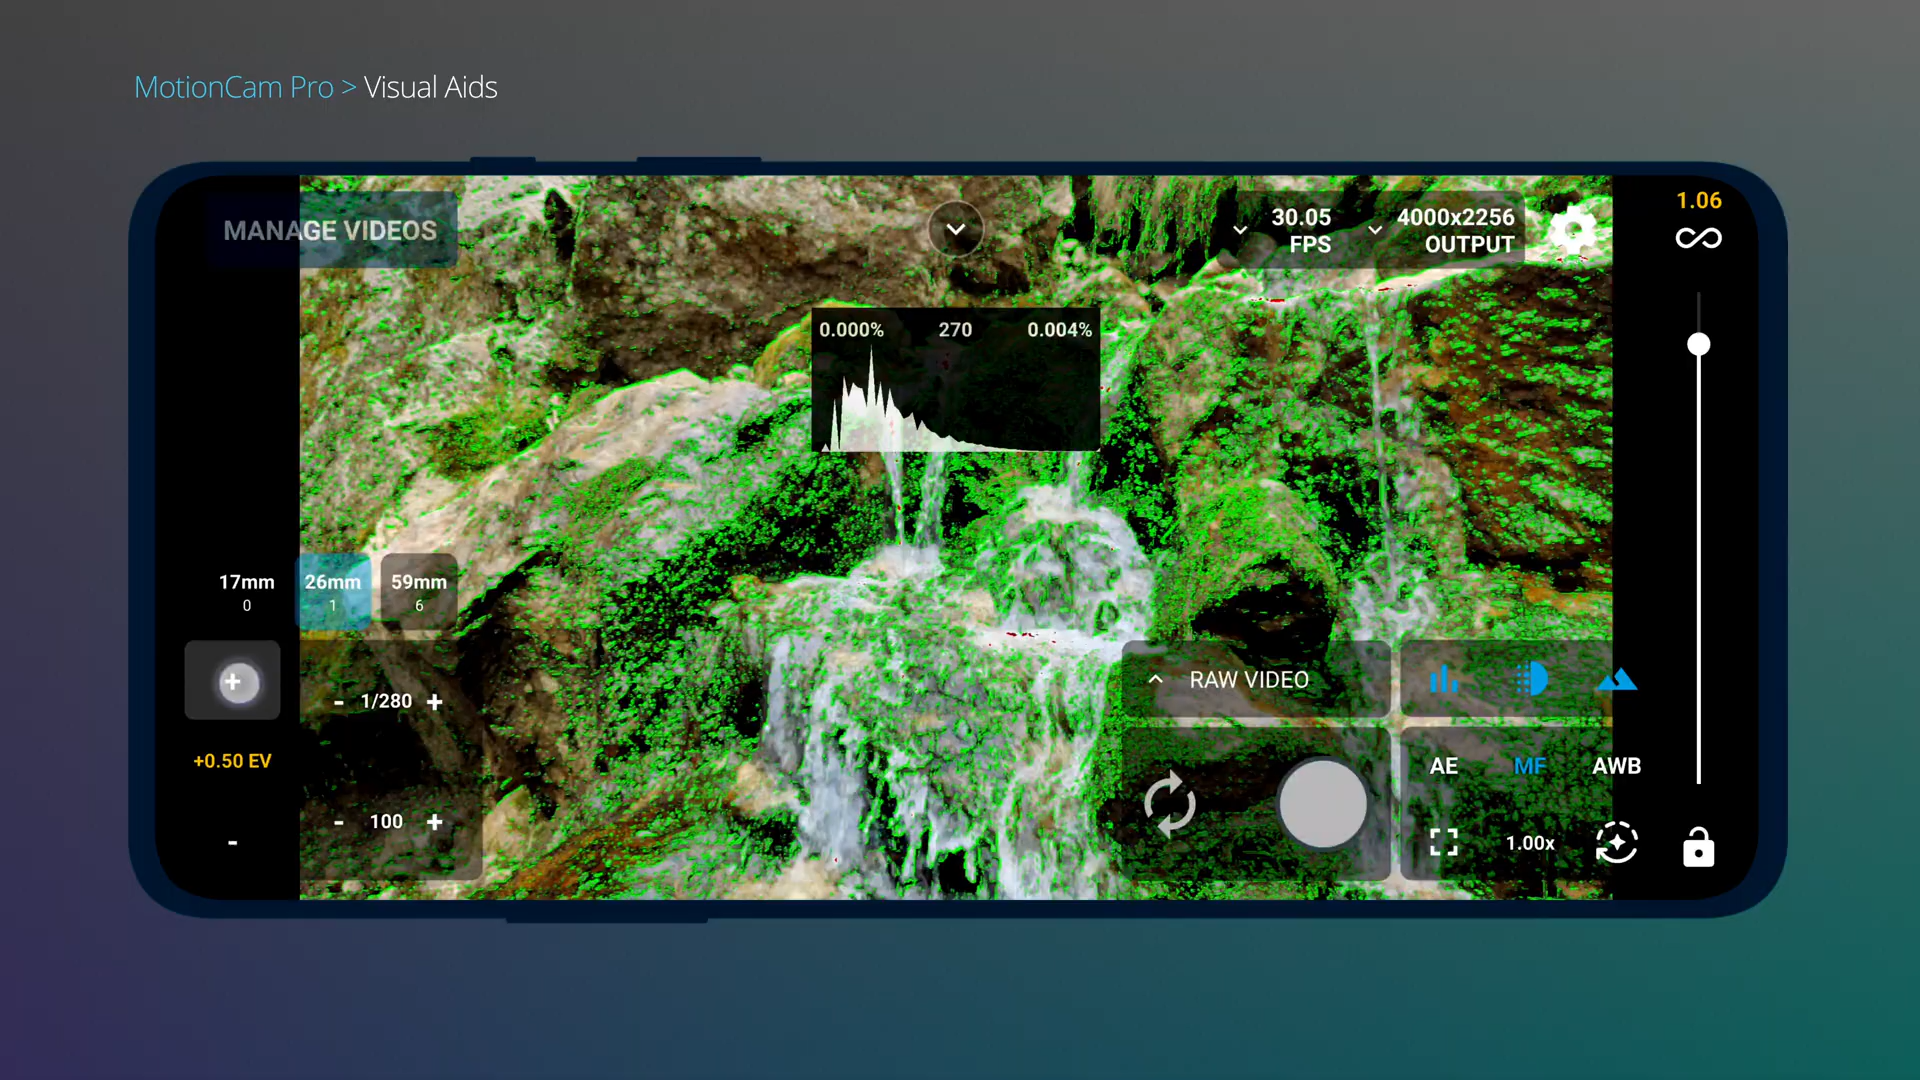 MotionCam Pro > Visual Aids
MANAGE VIDEOS
30.05
FPS
4000x2256
OUTPUT
1.06
0.000% 270 0.004%
17mm
0
26mm
1
59mm
6
+
- 1/280 +
+0.50 EV
- 100 +
-
RAW VIDEO
AE MF AWB
1.00x